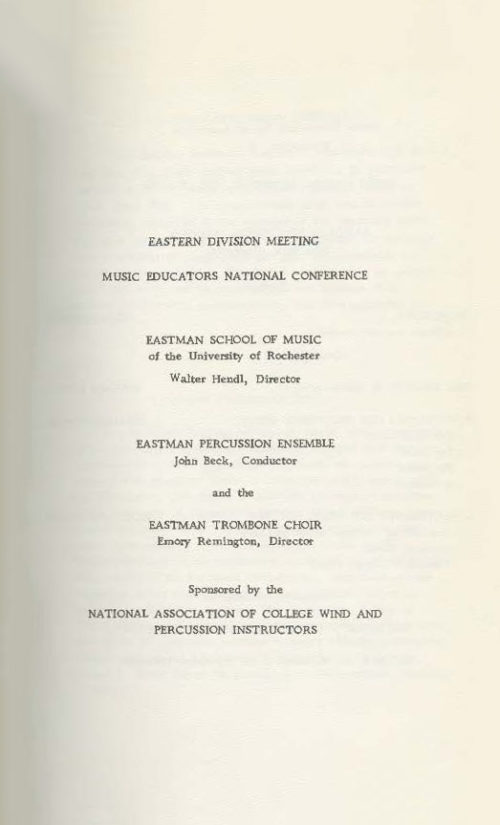 EASTERN DIVISION MEETING
MUSIC EDUCATORS NATIONAL CONFERENCE
EASTMAN SCHOOL OF MUSIC
of the University of Rochester
Walter Hendl, Director
EASTMAN PERCUSSION ENSEMBLE
John Beck, Conductor
and the
EASTMAN TROMBONE CHOIR
Emory Remington, Director
Sponsored by the
NATIONAL ASSOCIATION OF COLLEGE WIND AND
PERCUSSION INSTRUCTORS